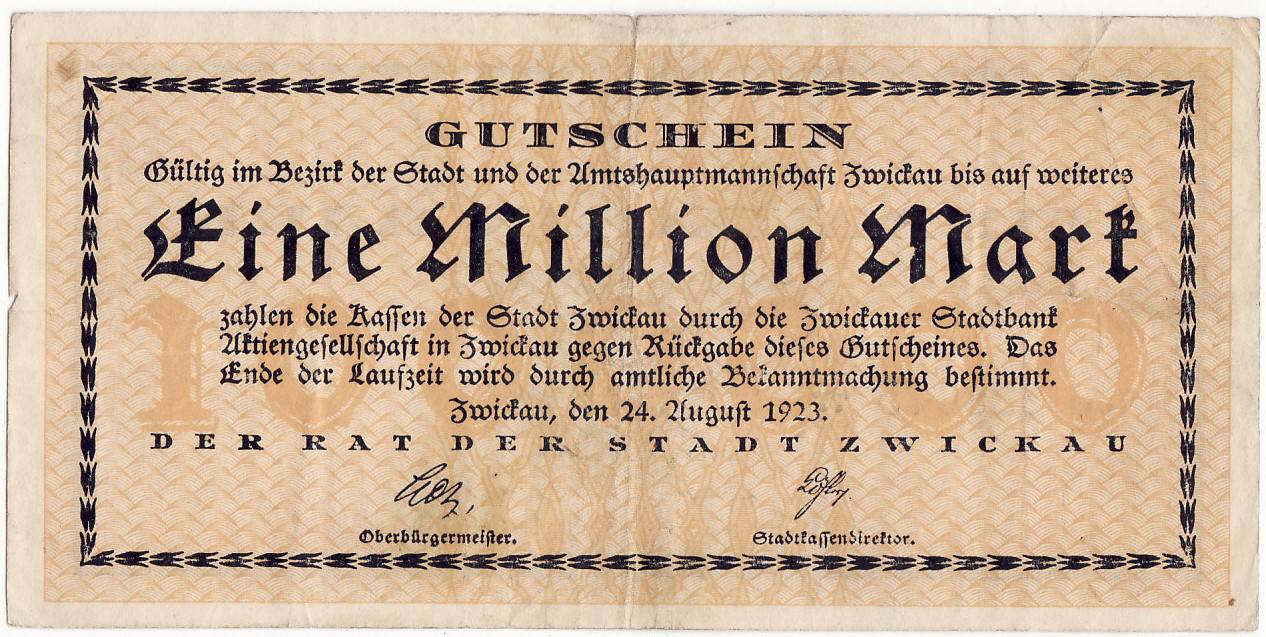 GUTSCHEIN
Gültig im Bezirk der Stadt und der Amtshauptmannschaft Zwickau bis auf weiteres
Eine Million Mark
zahlen die Kassen der Stadt Zwickau durch die Zwickauer Stadtbank
Aktiengesellschaft in Zwickau gegen Rückgabe dieses Gutscheines. Das
Ende der Laufzeit wird durch amtliche Bekanntmachung bestimmt.
Zwickau, den 24. August 1923.
DER RAT DER STADT ZWICKAU
Oberbürgermeister. Stadtkassendirektor.